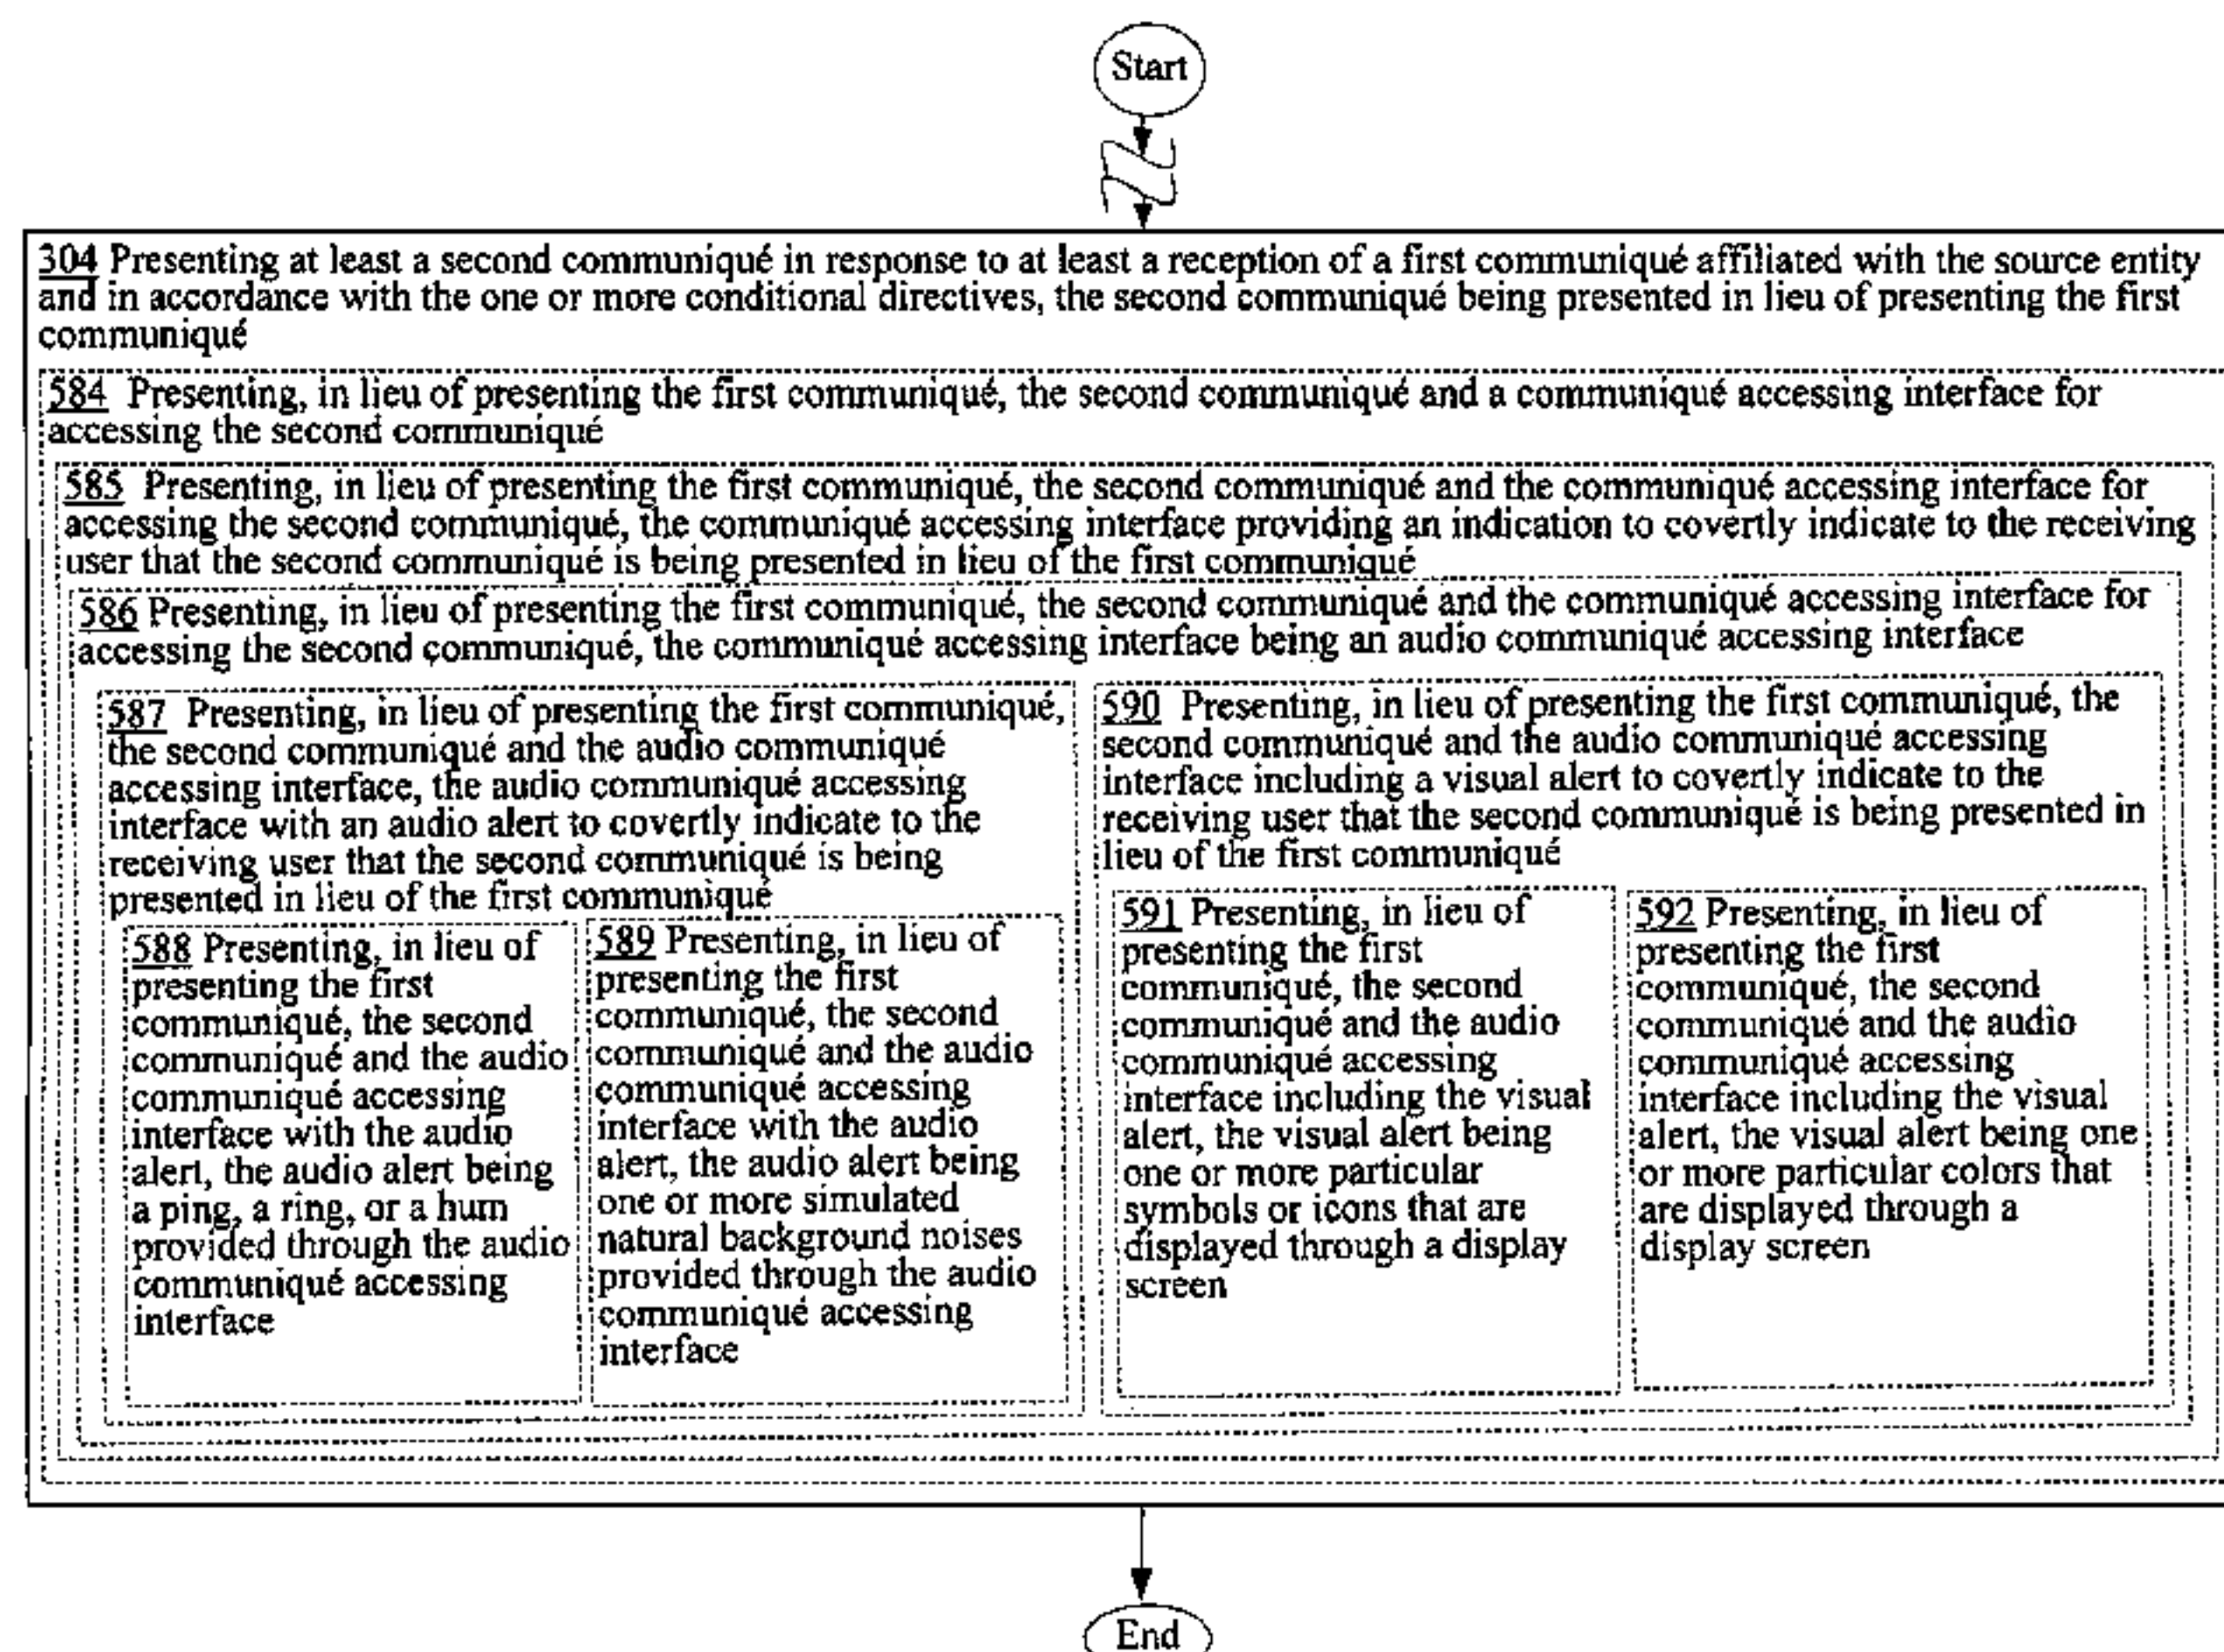 Start
304 Presenting at least a second communiqué in response to at least a reception of a first communiqué affiliated with the source entity
and in accordance with the one or more conditional directives, the second communiqué being presented in lieu of presenting the first
communiqué
584 Presenting, in lieu of presenting the first communiqué, the second communiqué and a communiqué accessing interface for
accessing the second communiqué
585 Presenting, in lieu of presenting the first communiqué, the second communiqué and the communiqué accessing interface for
accessing the second communiqué, the communiqué accessing interface providing an indication to covertly indicate to the receiving
user that the second communiqué is being presented in lieu of the first communiqué
586 Presenting, in lieu of presenting the first communiqué, the second communiqué and the communiqué accessing interface for
accessing the second communiqué, the communiqué accessing interface being an audio communiqué accessing interface
587 Presenting, in lieu of presenting the first communiqué,
the second communiqué and the audio communiqué
accessing interface, the audio communiqué accessing
interface with an audio alert to covertly indicate to the
receiving user that the second communiqué is being
presented in lieu of the first communiqué
588 Presenting, in lieu of
presenting the first
communiqué, the second
communiqué and the audio
communiqué accessing
interface with the audio
alert, the audio alert being
a ping, a ring, or a hum
provided through the audio
communiqué accessing
interface
589 Presenting, in lieu of
presenting the first
communiqué, the second
communiqué and the audio
communiqué accessing
interface with the audio
alert, the audio alert being
one or more simulated
natural background noises
provided through the audio
communiqué accessing
interface
590 Presenting, in lieu of presenting the first communiqué, the
second communiqué and the audio communiqué accessing
interface including a visual alert to covertly indicate to the
receiving user that the second communiqué is being presented in
lieu of the first communiqué
591 Presenting, in lieu of
presenting the first
communiqué, the second
communiqué and the audio
communiqué accessing
interface including the visual
alert, the visual alert being
one or more particular
symbols or icons that are
displayed through a display
screen
592 Presenting, in lieu of
presenting the first
communiqué, the second
communiqué and the audio
communiqué accessing
interface including the visual
alert, the visual alert being one
or more particular colors that
are displayed through a
display screen
End